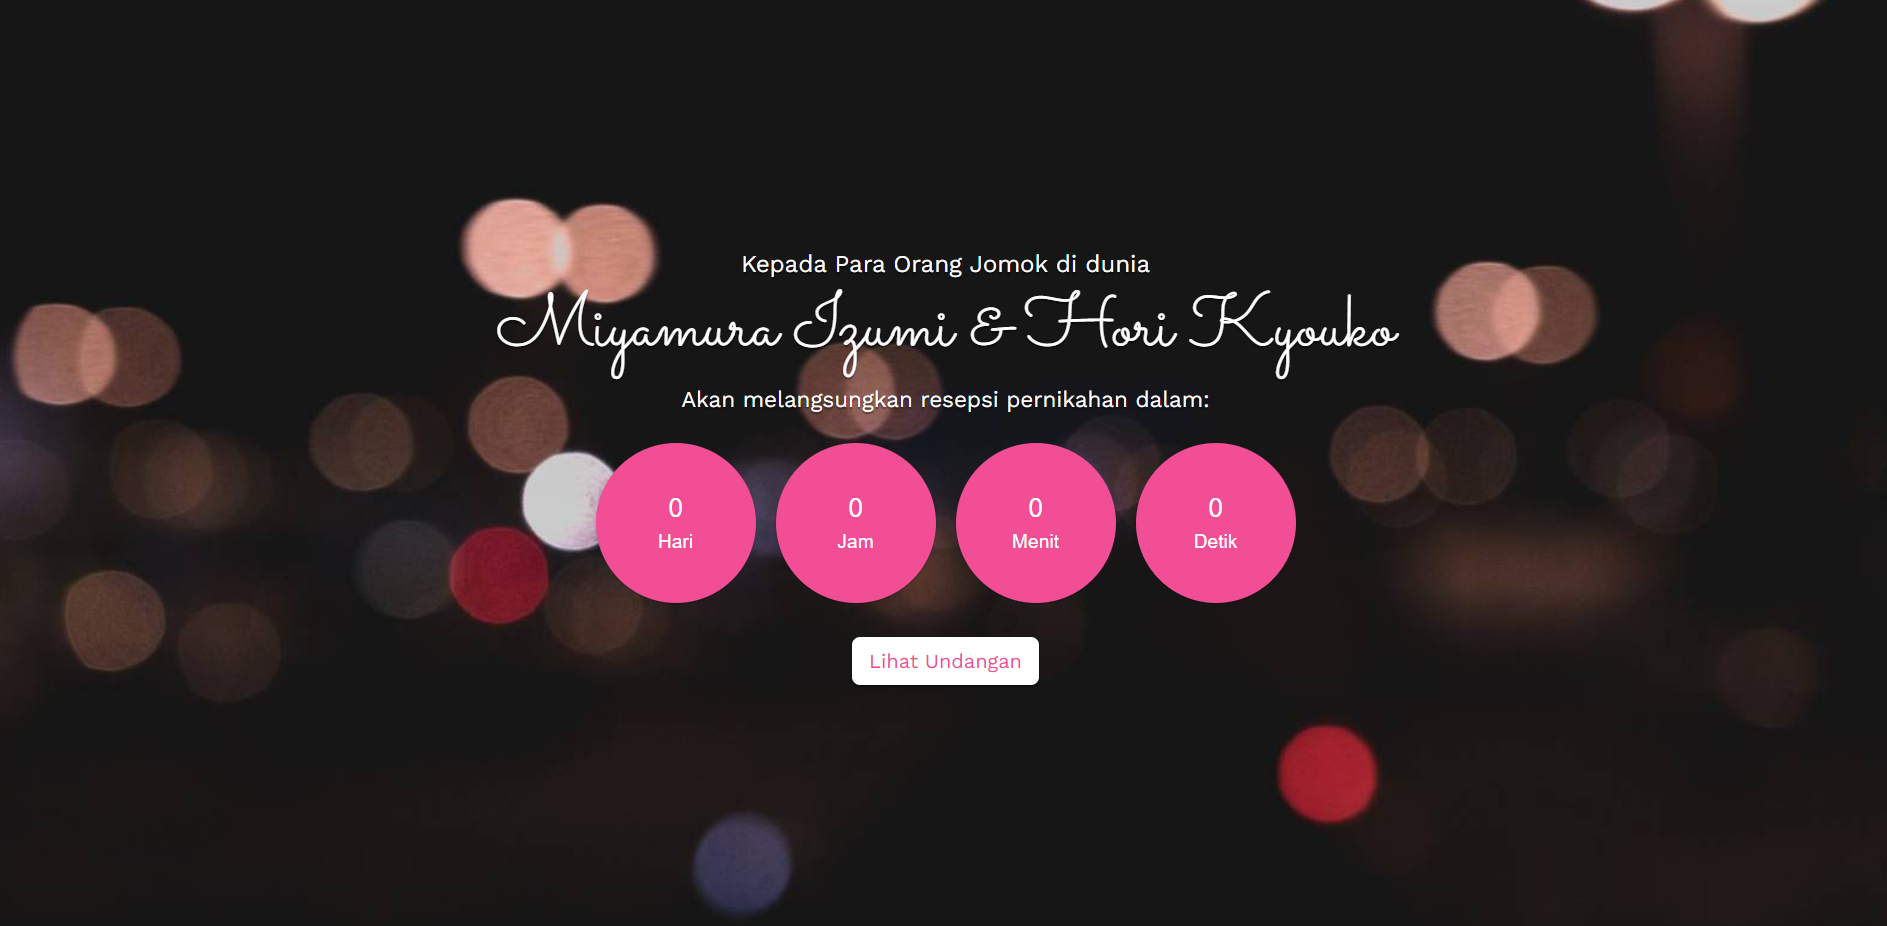 Kepada Para Orang Jomok di dunia
Miyamura Izumi & Hori Kyouko
Akan melangsungkan resepsi pernikahan dalam:
0 0 0 0
Hari Jam Menit Detik
Lihat Undangan